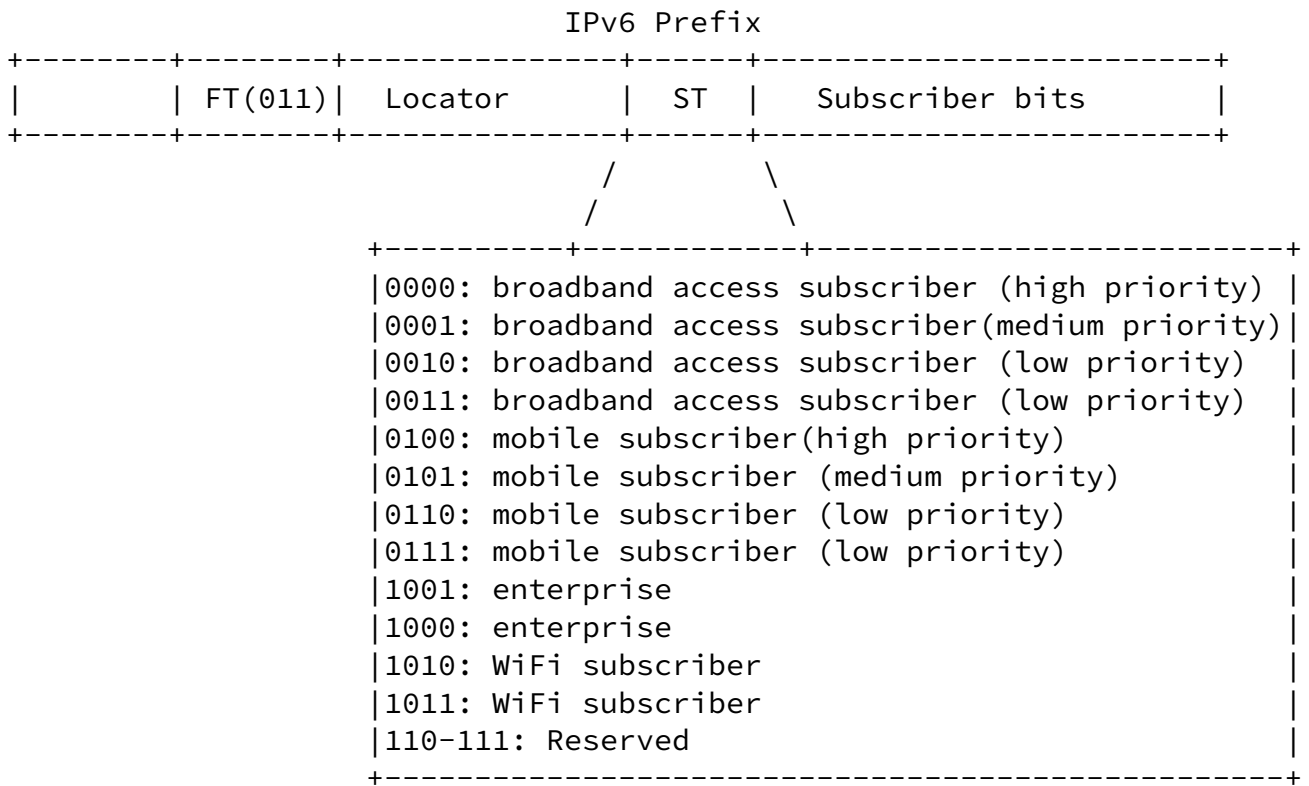 IPv6 Prefix
+--------+--------+---------------+------+-------------------------+
|        | FT(011)|  Locator      |  ST  |   Subscriber bits       |
+--------+--------+---------------+------+-------------------------+
/        \
/          \
+----------+------------+--------------------------+
|0000: broadband access subscriber (high priority) |
|0001: broadband access subscriber(medium priority)|
|0010: broadband access subscriber (low priority)  |
|0011: broadband access subscriber (low priority)  |
|0100: mobile subscriber(high priority)            |
|0101: mobile subscriber (medium priority)         |
|0110: mobile subscriber (low priority)            |
|0111: mobile subscriber (low priority)            |
|1001: enterprise                                  |
|1000: enterprise                                  |
|1010: WiFi subscriber                             |
|1011: WiFi subscriber                             |
|110-111: Reserved                                 |
+--------------------------------------------------+